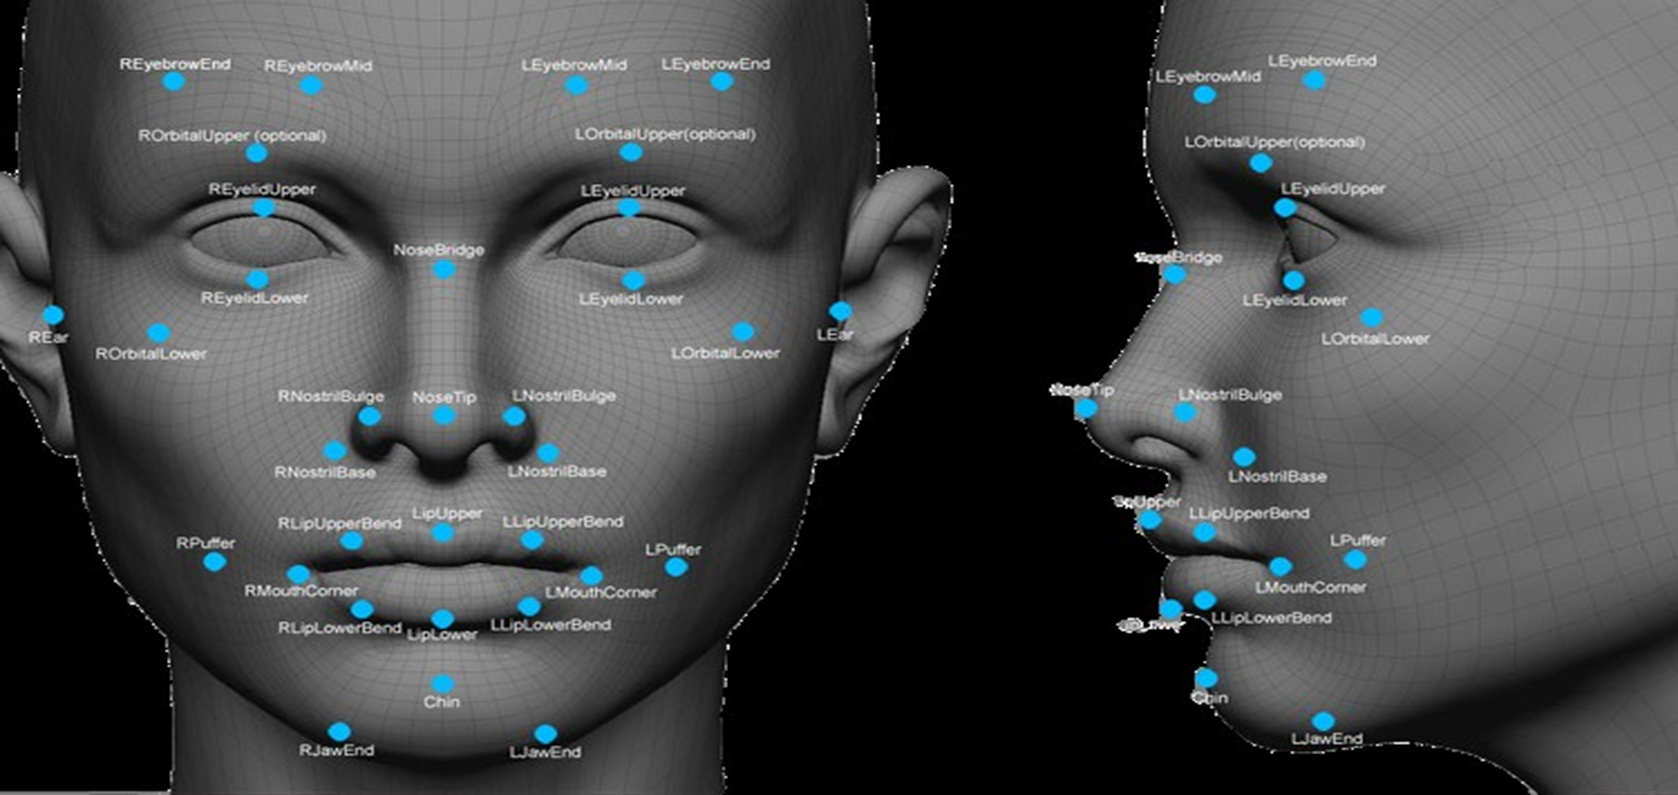 REyebrowEnd
REyebrowMid
LEyebrowMid
LEyebrowEnd
ROrbitalUpper (optional)
LOrbitalUpper(optional)
REyelidUpper
LEyelidUpper
NoseBridge
REyelidLower
LEyelidLower
REar
LEar
ROrbitalLower
LOrbitalLower
RNostrilBulge
NoseTip
LNostrilBulge
RNostrilBase
LNostrilBase
RLipUpperBend
LipUpper
LLipUpperBend
RPuffer
LPuffer
RMouthCorner
LMouthCorner
RLipLowerBend
LipLower
LLipLowerBend
Chin
RJawEnd
LJawEnd
LEyebrowMid
LEyebrowEnd
LOrbitalUpper(optional)
LEyelidUpper
NoseBridge
LEyelidLower
LOrbitalLower
NoseTip
LNostrilBulge
LNostrilBase
LipUpper
LLipUpperBend
LPuffer
LMouthCorner
LLipLowerBend
Chin
LJawEnd